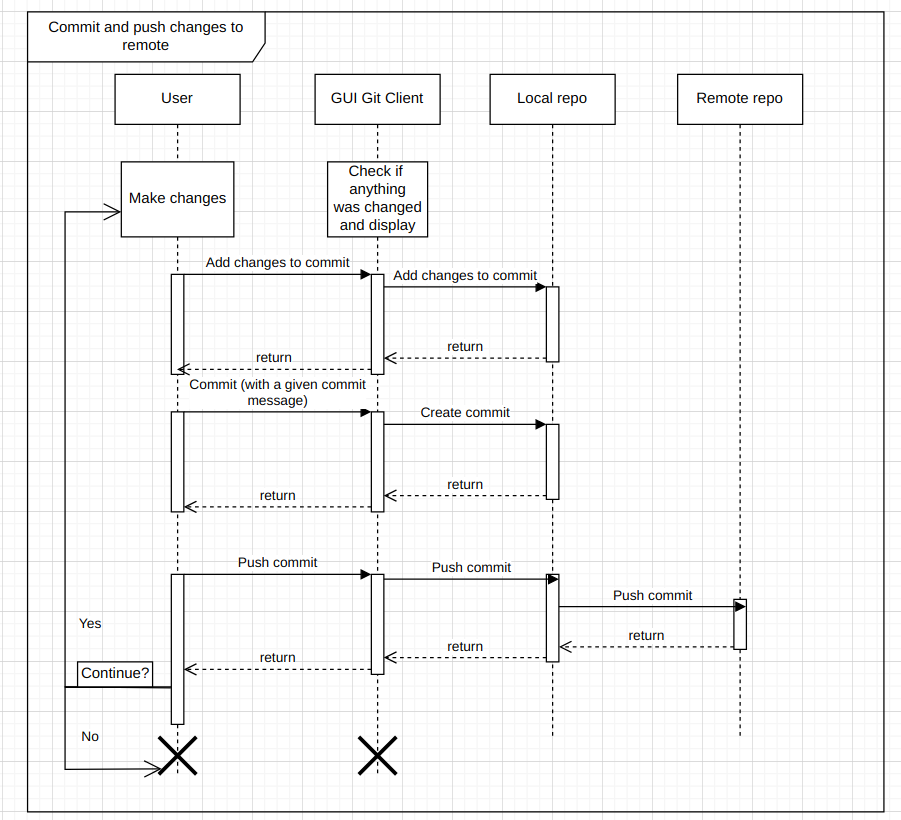 Commit and push changes to
remote
User
GUI Git Client
Local repo
Remote repo
Make changes
Check if
anything
was changed
and display
Add changes to commit
Add changes to commit
return
return
Commit (with a given commit
message)
Create commit
return
return
Push commit
Push commit
Push commit
return
return
return
Yes
Continue?
No